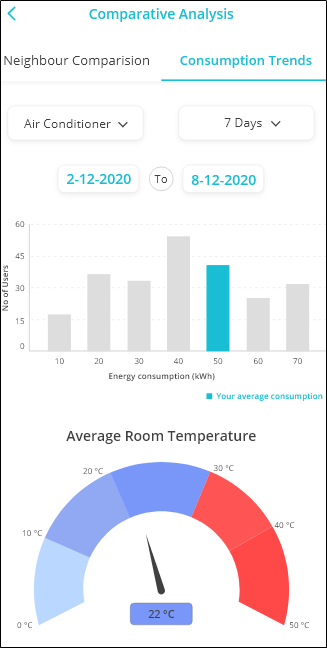 Comparative Analysis
Neighbour Comparision
Consumption Trends
Air Conditioner
7 Days
2-12-2020 To 8-12-2020
60
45
30
15
0
No of Users
10 20 30 40 50 60 70
Energy consumption (kWh)
Your average consumption
Average Room Temperature
0 °C
10 °C
20 °C
30 °C
40 °C
50 °C
22 °C